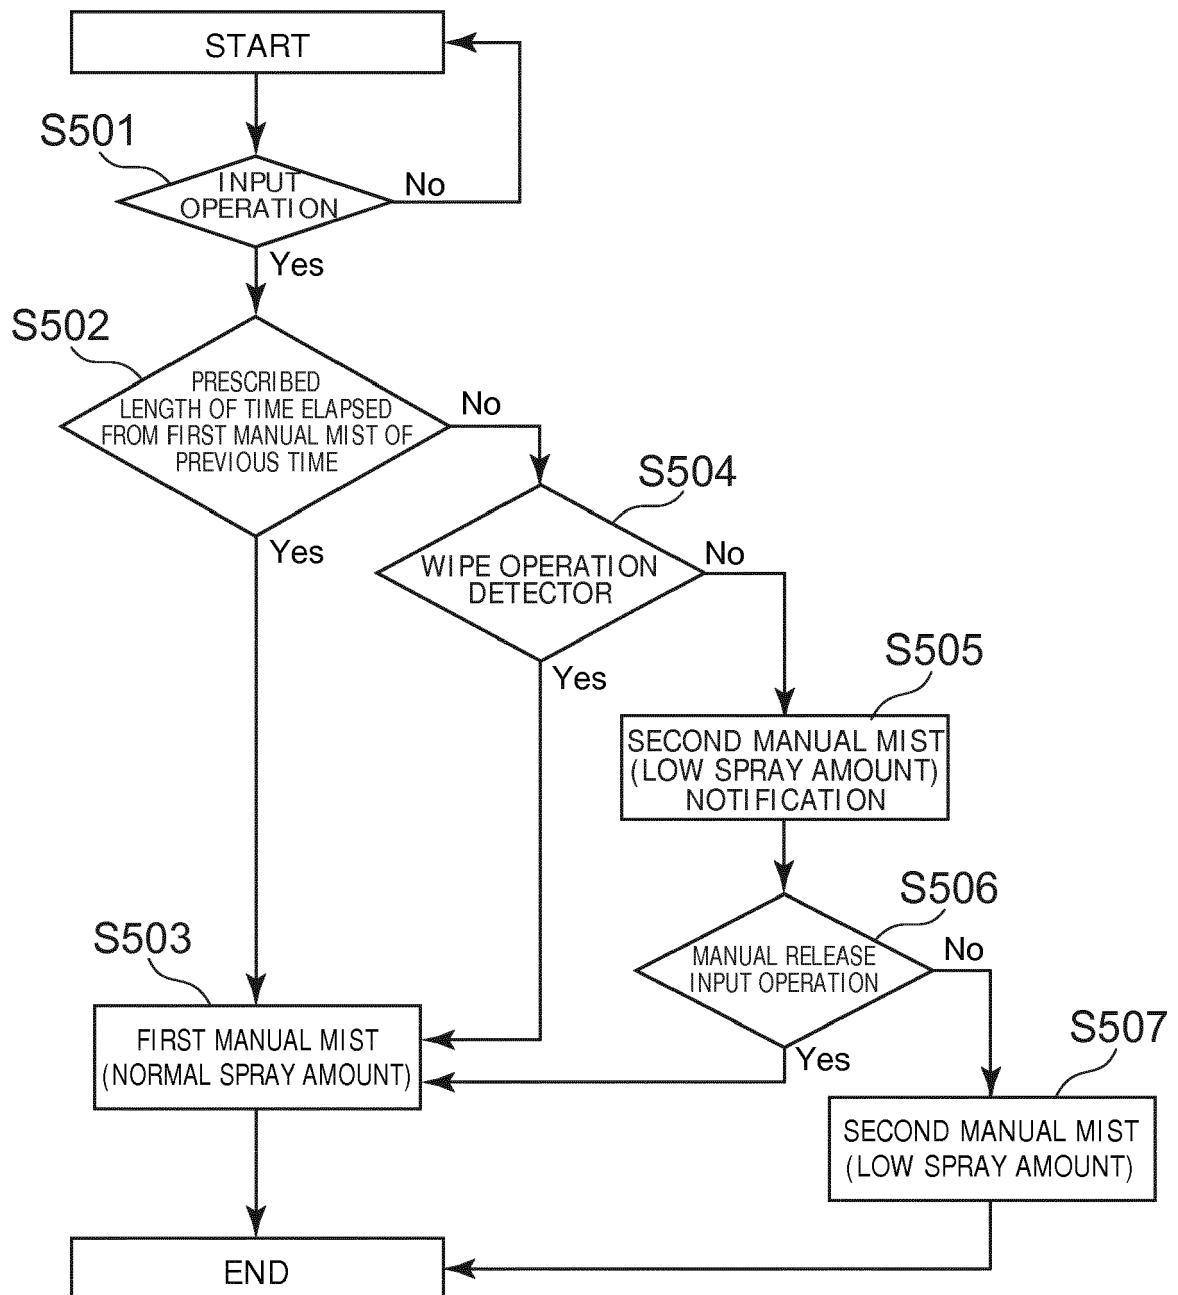 START
S501
INPUT
OPERATION
No
Yes
S502
PRESCRIBED
LENGTH OF TIME ELAPSED
FROM FIRST MANUAL MIST OF
PREVIOUS TIME
No
Yes
S504
WIPE OPERATION
DETECTOR
No
Yes
S505
SECOND MANUAL MIST
(LOW SPRAY AMOUNT)
NOTIFICATION
S506
MANUAL RELEASE
INPUT OPERATION
No
Yes
S503
FIRST MANUAL MIST
(NORMAL SPRAY AMOUNT)
S507
SECOND MANUAL MIST
(LOW SPRAY AMOUNT)
END